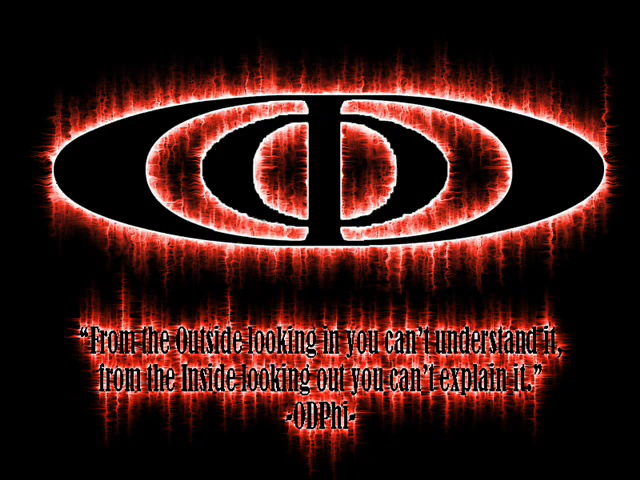 “From the Outside looking in you can’t understand it,
from the Inside looking out you can’t explain it.”
-ODPhi-